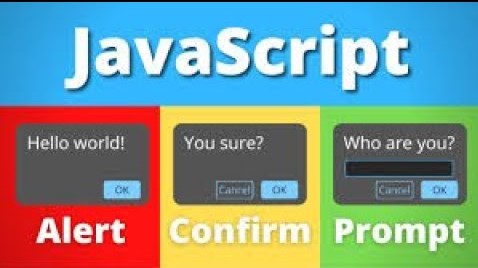 JavaScript
Hello world!
OK
Alert
You sure?
Cancel OK
Confirm
Who are you?
Cancel OK
Prompt